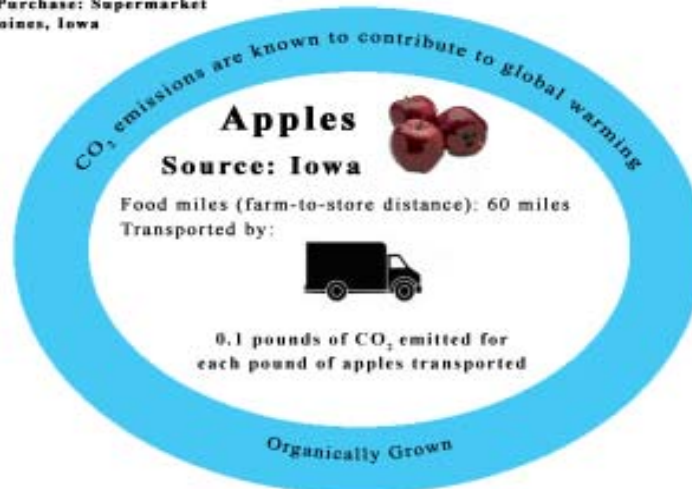 Purchase: Supermarket
oines, Iowa
CO₂ emissions are known to contribute to global warming
Apples
Source: Iowa
Food miles (farm-to-store distance): 60 miles
Transported by:
0.1 pounds of CO₂ emitted for
each pound of apples transported
Organically Grown